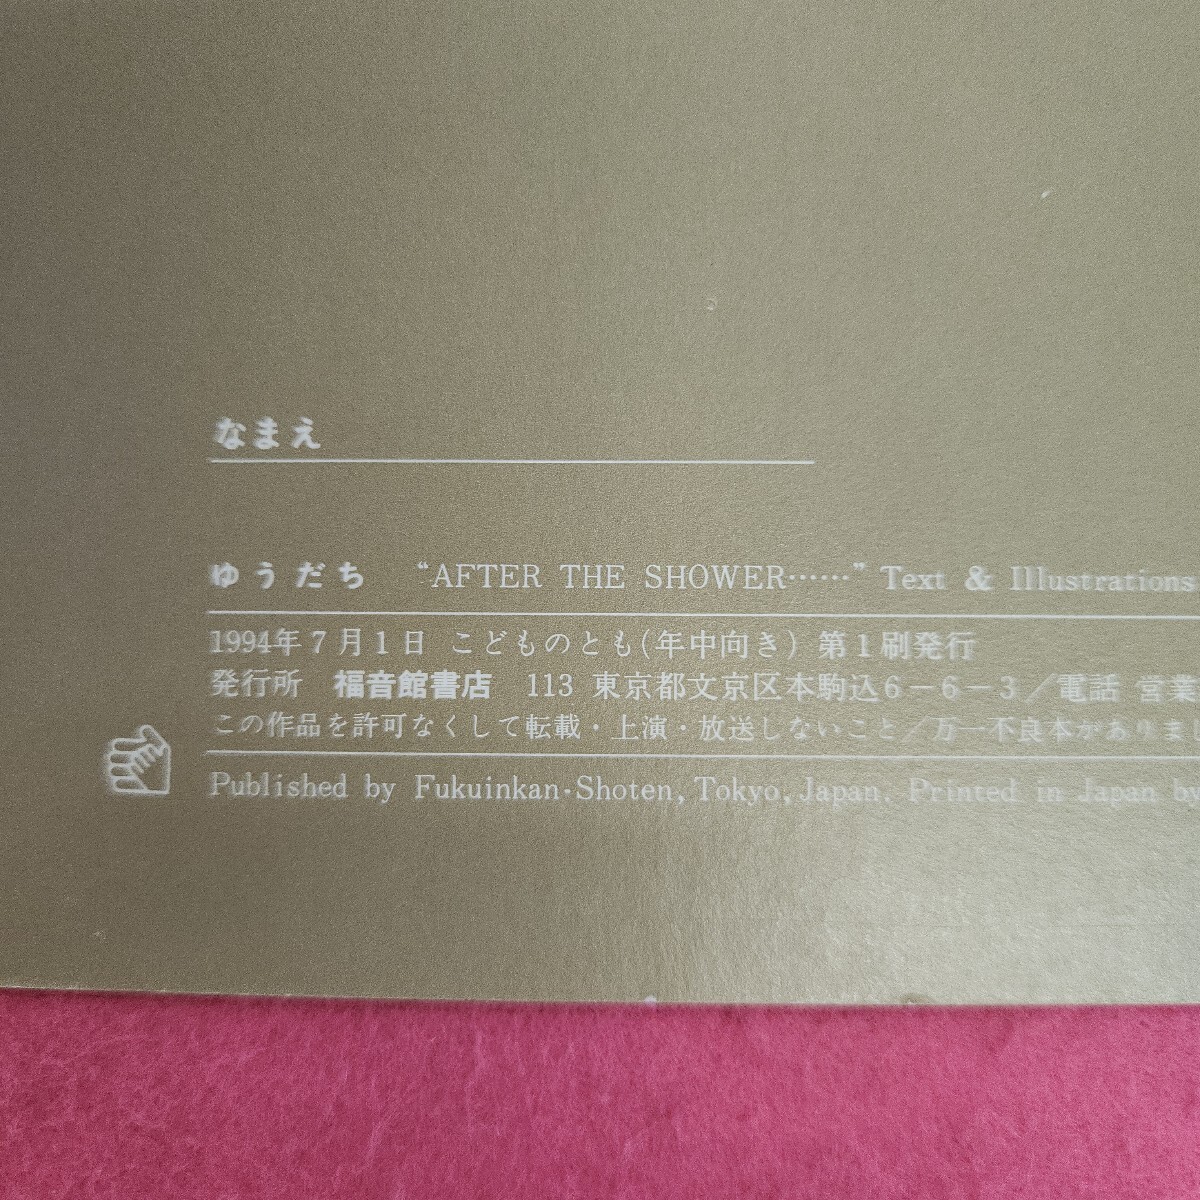 なまえ
ゆうだち “AFTER THE SHOWER……” Text & Illustrations
1994年7月1日 こどものとも(年中向き) 第1刷発行
発行所 福音館書店 113 東京都文京区本駒込6－6－3／電話 営業
この作品を許可なくして転載・上演・放送しないこと／万一不良本がありまし
Published by Fukuinkan-Shoten, Tokyo, Japan. Printed in Japan by